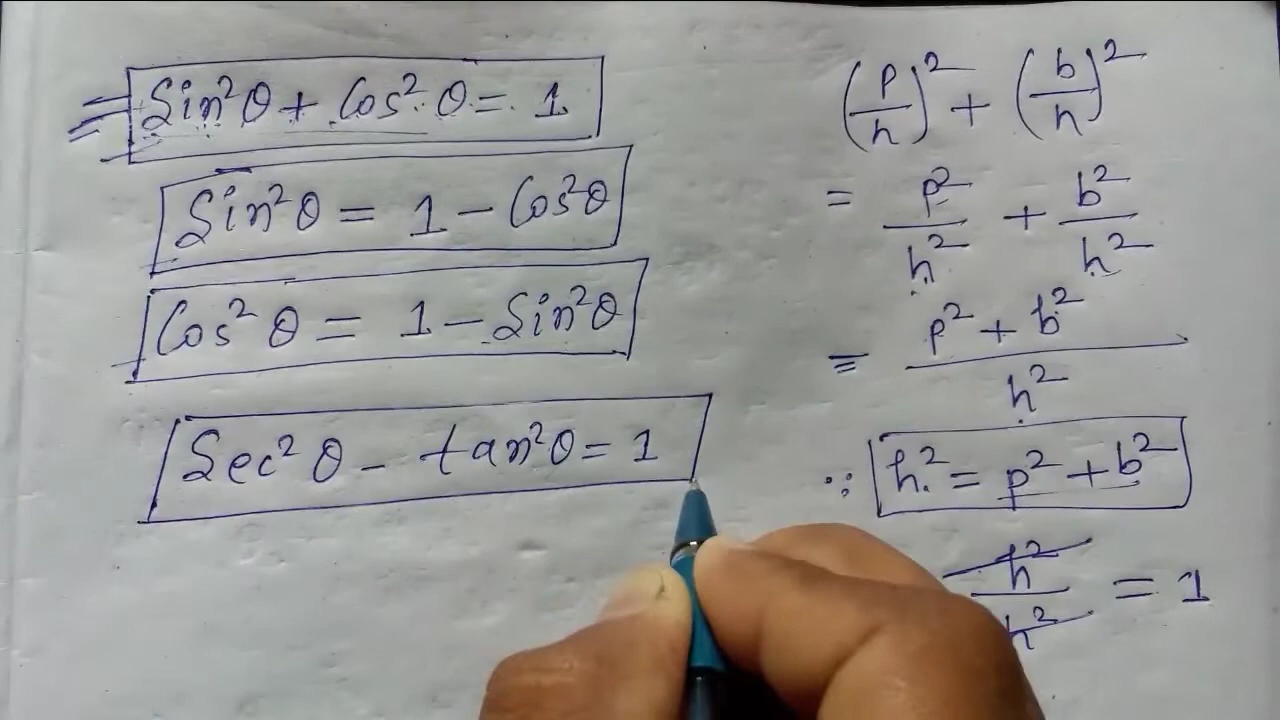 Sin²θ + Cos²θ = 1
Sin²θ = 1 - Cos²θ
Cos²θ = 1 - Sin²θ
Sec²θ - tan²θ = 1
(p/h)² + (b/h)²
= p²/h² + b²/h²
= p² + b²/h²
∵ h² = p² + b²
h²/h² = 1